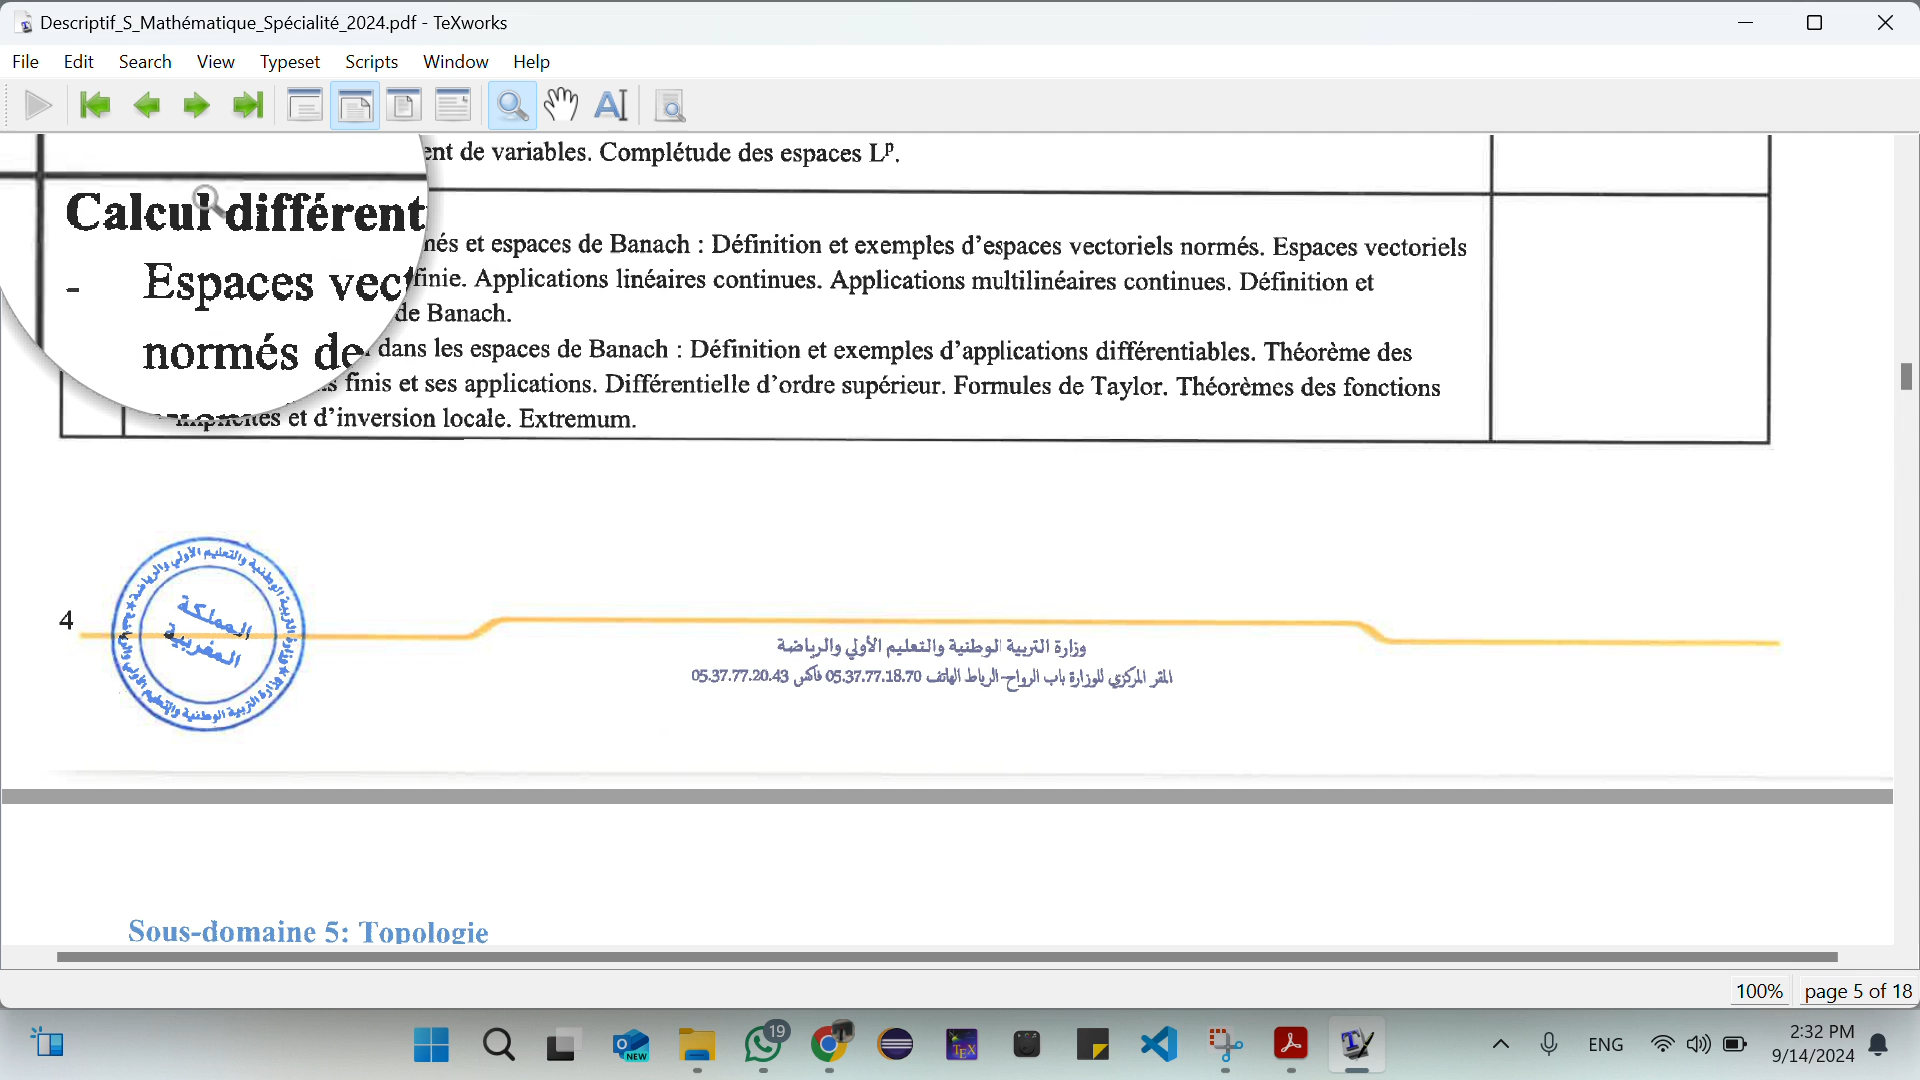 Descriptif_S_Mathématique_Spécialité_2024.pdf - TeXworks
File Edit Search View Typeset Scripts Window Help
ent de variables. Complétude des espaces Lᵖ.
Calcul différent
més et espaces de Banach : Définition et exemples d’espaces vectoriels normés. Espaces vectoriels
- Espaces vect
finie. Applications linéaires continues. Applications multilinéaires continues. Définition et
de Banach.
normés de
dans les espaces de Banach : Définition et exemples d’applications différentiables. Théorème des
finis et ses applications. Différentielle d’ordre supérieur. Formules de Taylor. Théorèmes des fonctions
implicites et d’inversion locale. Extremum.
المملكة
المغربية
4
وزارة التربية الوطنية والتعليم الأولي والرياضة
المقر المركزي للوزارة باب الرواح-الرباط الهاتف 05.37.77.18.70 فاكس 05.37.77.20.43
Sous-domaine 5: Topologie
100% page 5 of 18
19
NEW
TEX
ENG
2:32 PM
9/14/2024